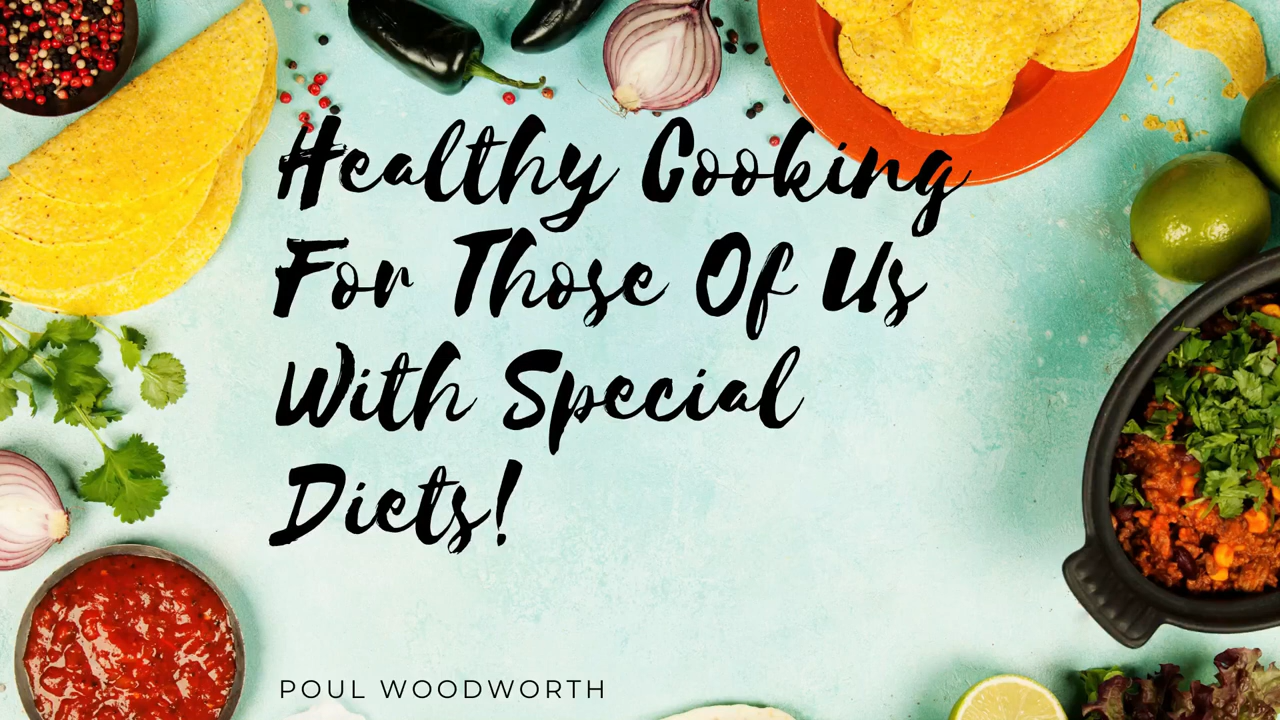 Healthy Cooking
For Those Of Us
With Special
Diets!
POUL WOODWORTH